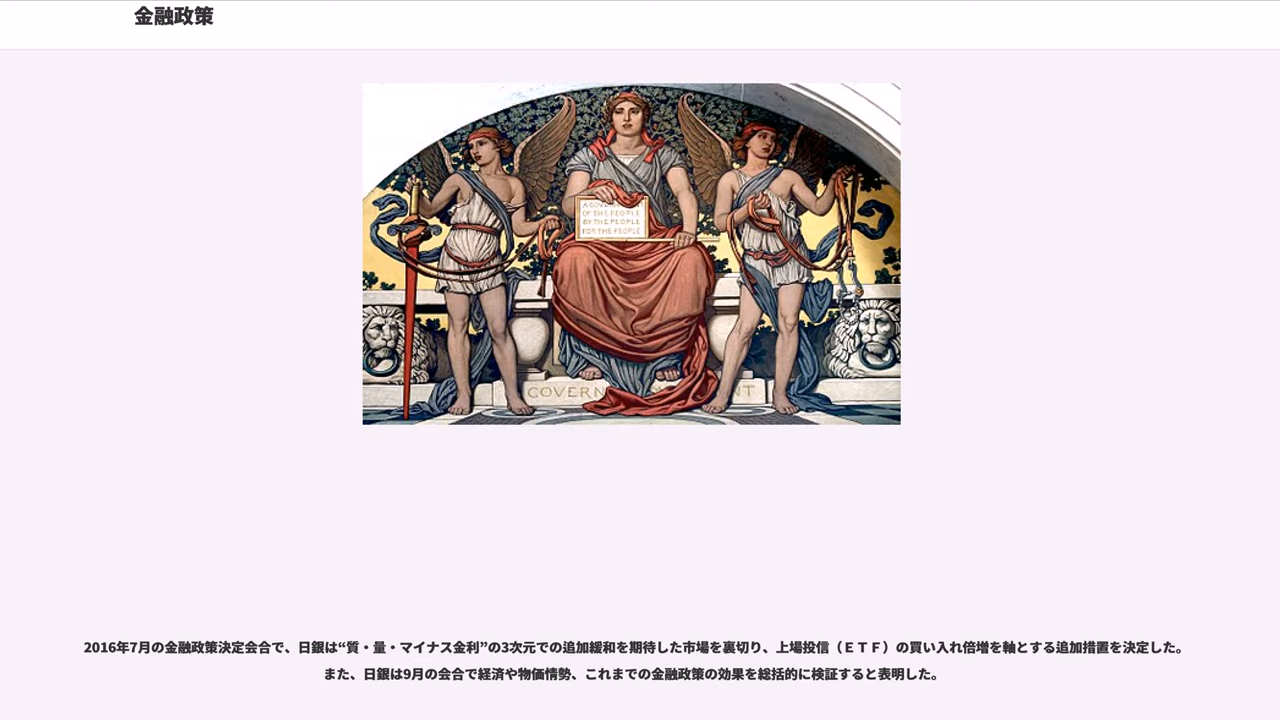 金融政策
A GOVE
OF THE PEOPLE
BY THE PEOPLE
FOR THE PEOPLE
GOVERN NT
2016年7月の金融政策決定会合で、日銀は“質・量・マイナス金利”の3次元での追加緩和を期待した市場を裏切り、上場投信（ＥＴＦ）の買い入れ倍増を軸とする追加措置を決定した。
また、日銀は9月の会合で経済や物価情勢、これまでの金融政策の効果を総括的に検証すると表明した。